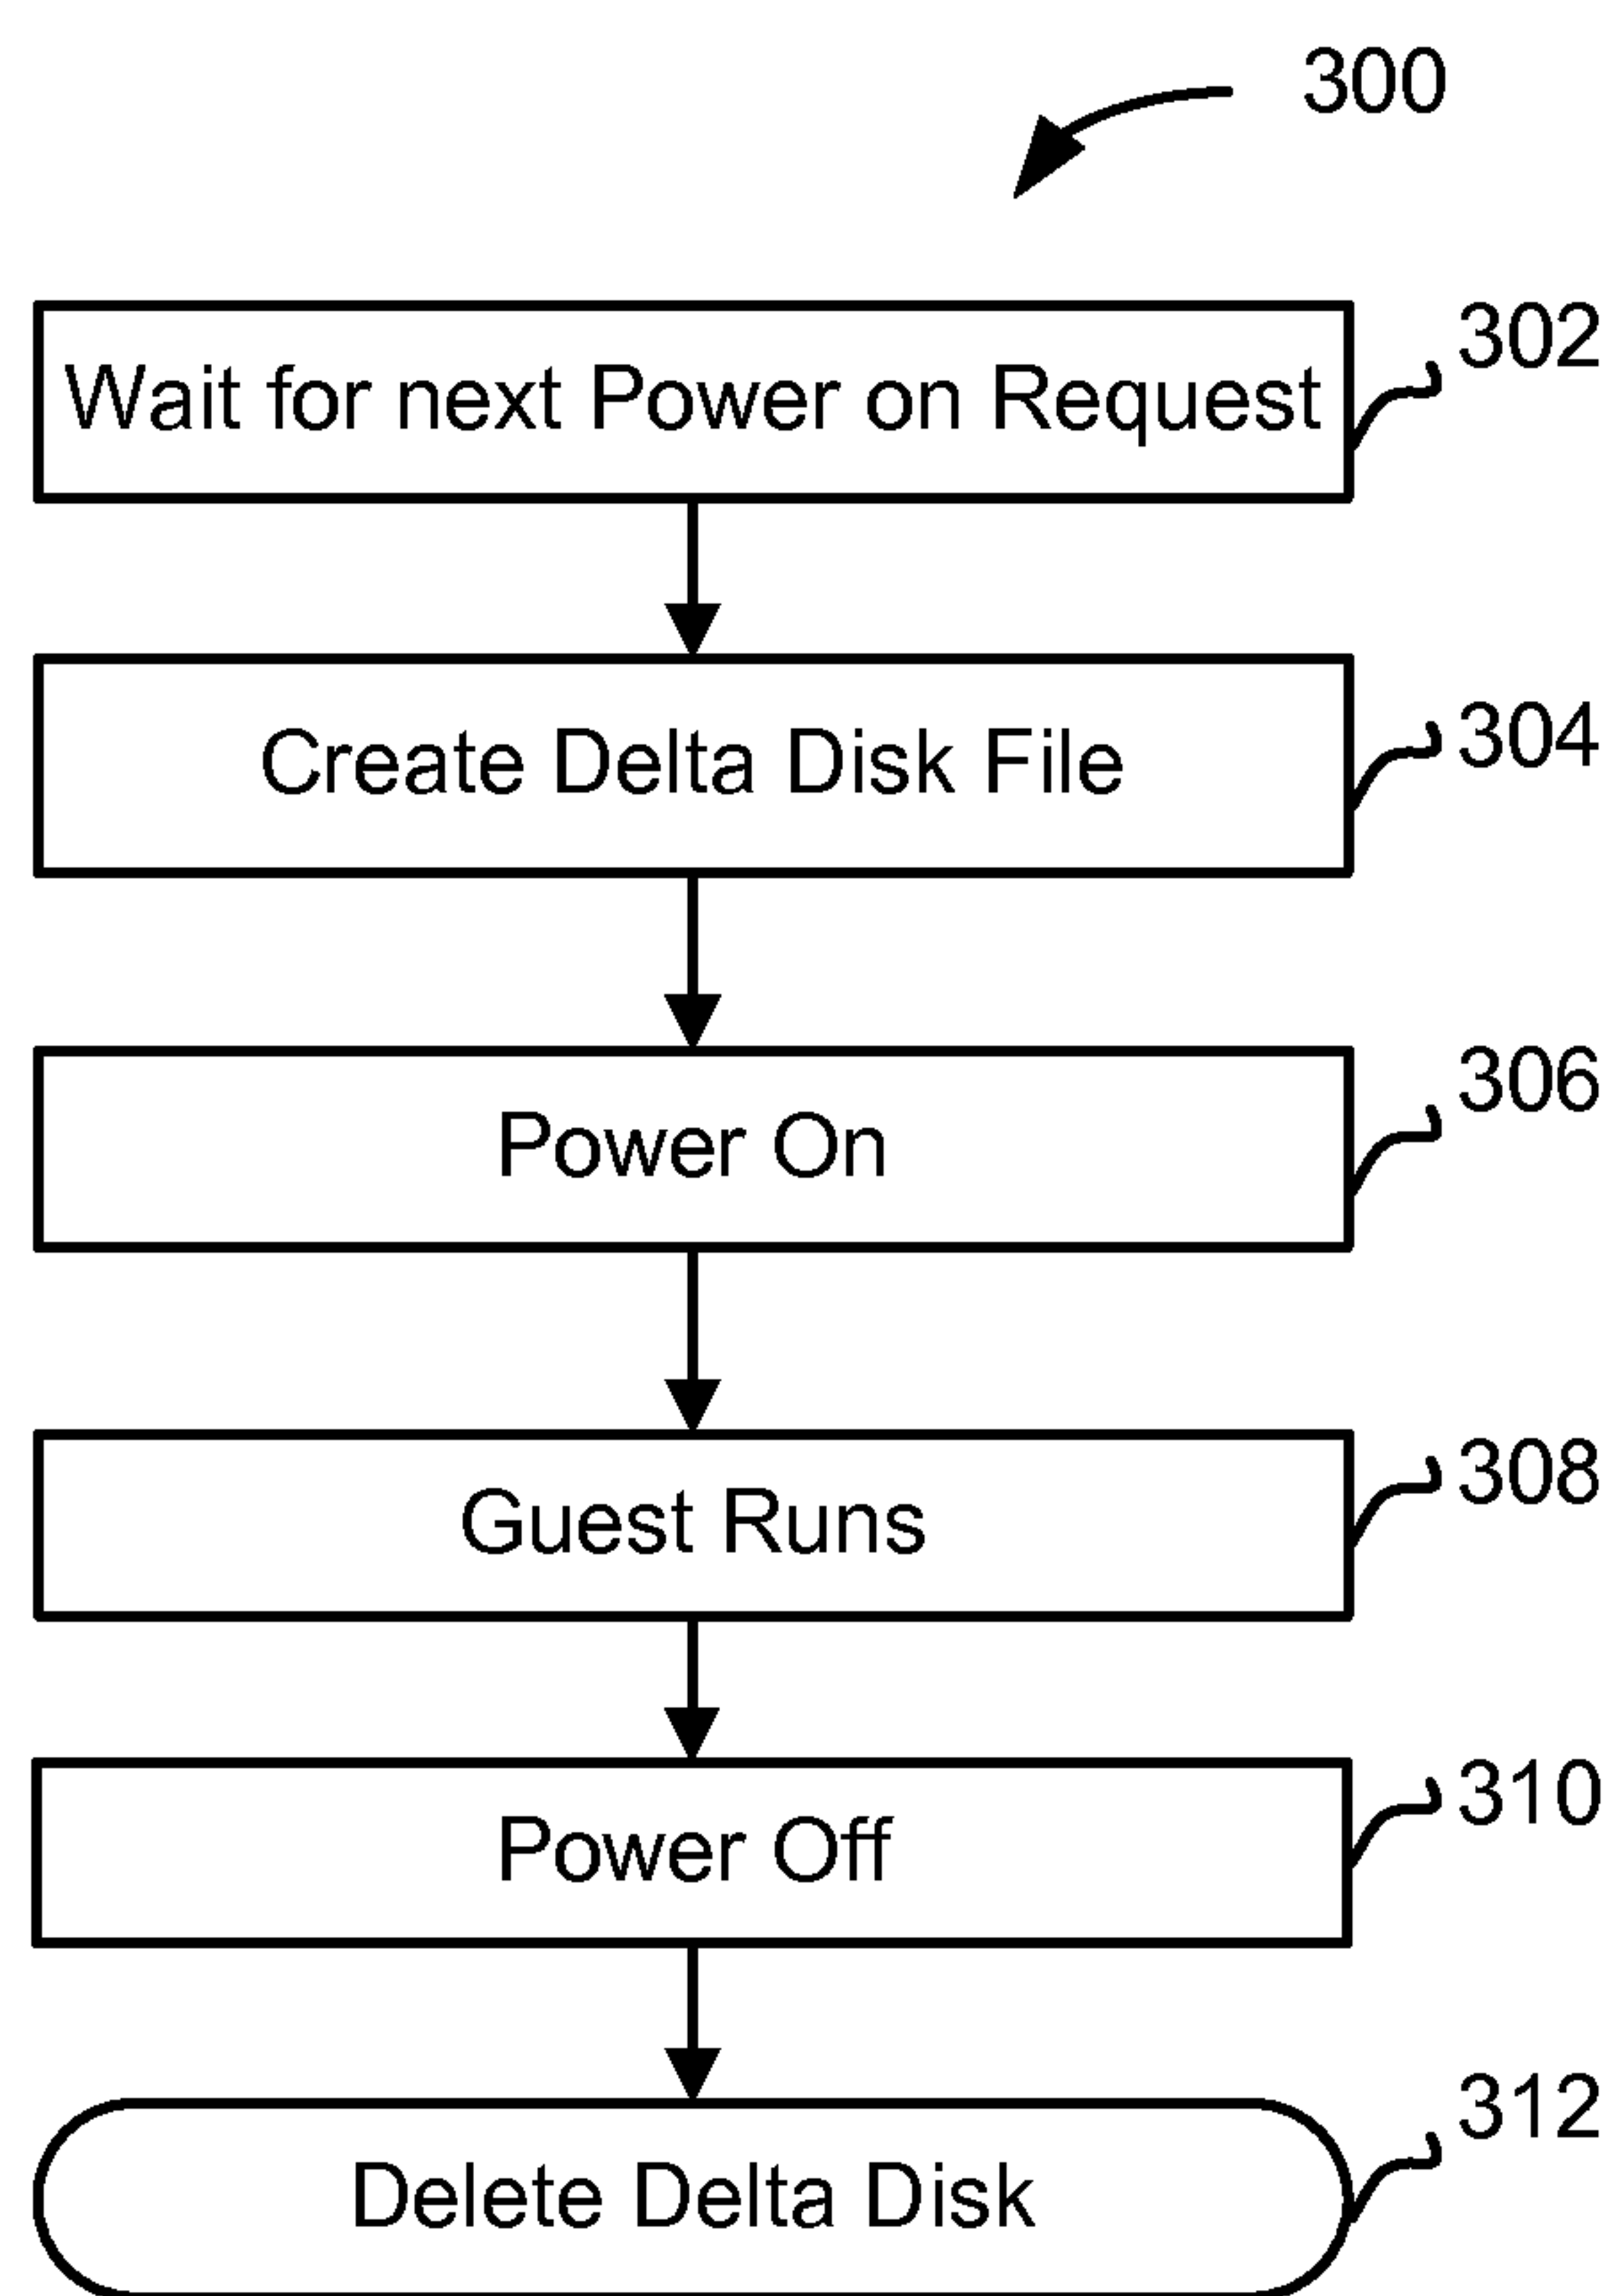 300
Wait for next Power on Request
302
Create Delta Disk File
304
Power On
306
Guest Runs
308
Power Off
310
Delete Delta Disk
312